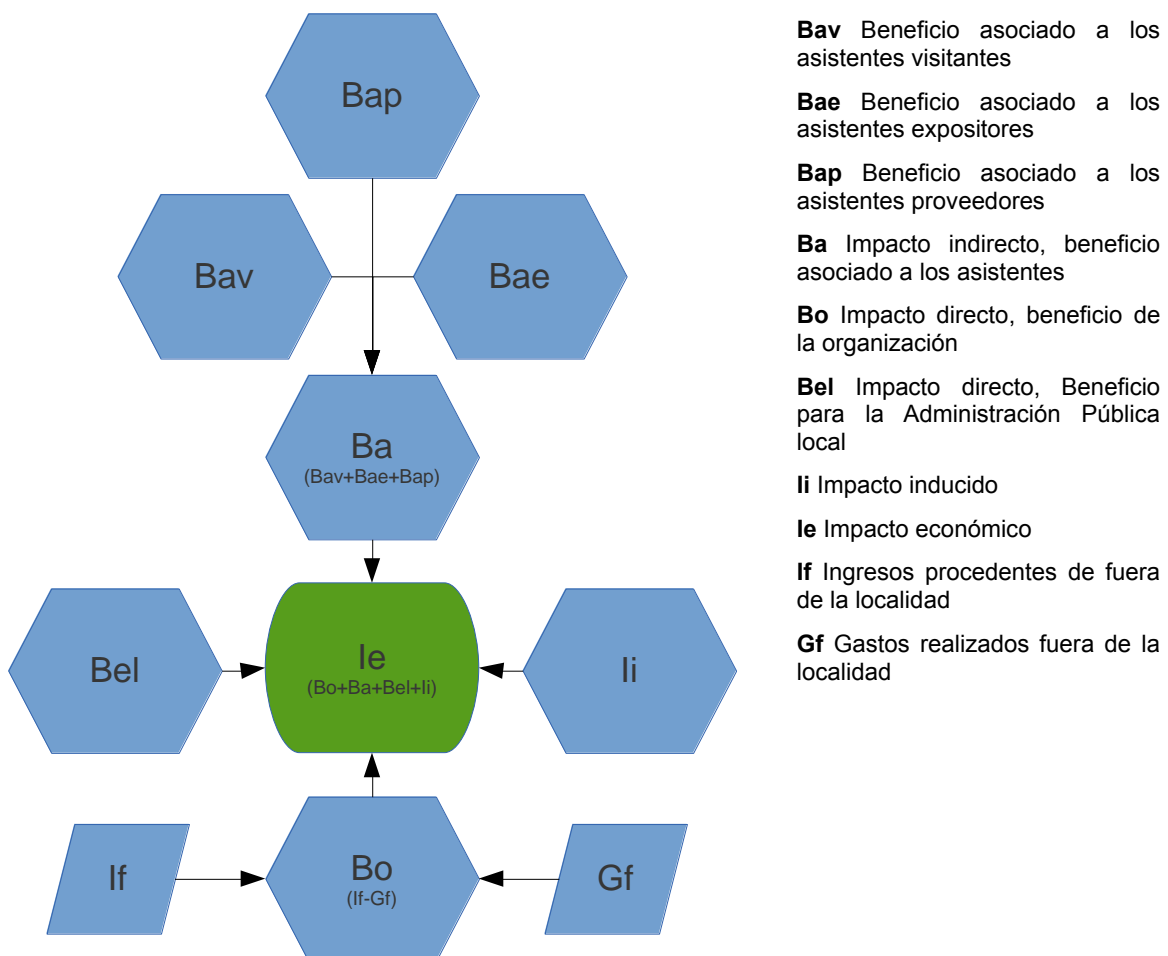 Bap
Bav
Bae
Ba
(Bav+Bae+Bap)
Bel
Ie
(Bo+Ba+Bel+Ii)
Ii
If
Bo
(If-Gf)
Gf
Bav Beneficio asociado a los
asistentes visitantes
Bae Beneficio asociado a los
asistentes expositores
Bap Beneficio asociado a los
asistentes proveedores
Ba Impacto indirecto, beneficio
asociado a los asistentes
Bo Impacto directo, beneficio de
la organización
Bel Impacto directo, Beneficio
para la Administración Pública
local
Ii Impacto inducido
Ie Impacto económico
If Ingresos procedentes de fuera
de la localidad
Gf Gastos realizados fuera de la
localidad